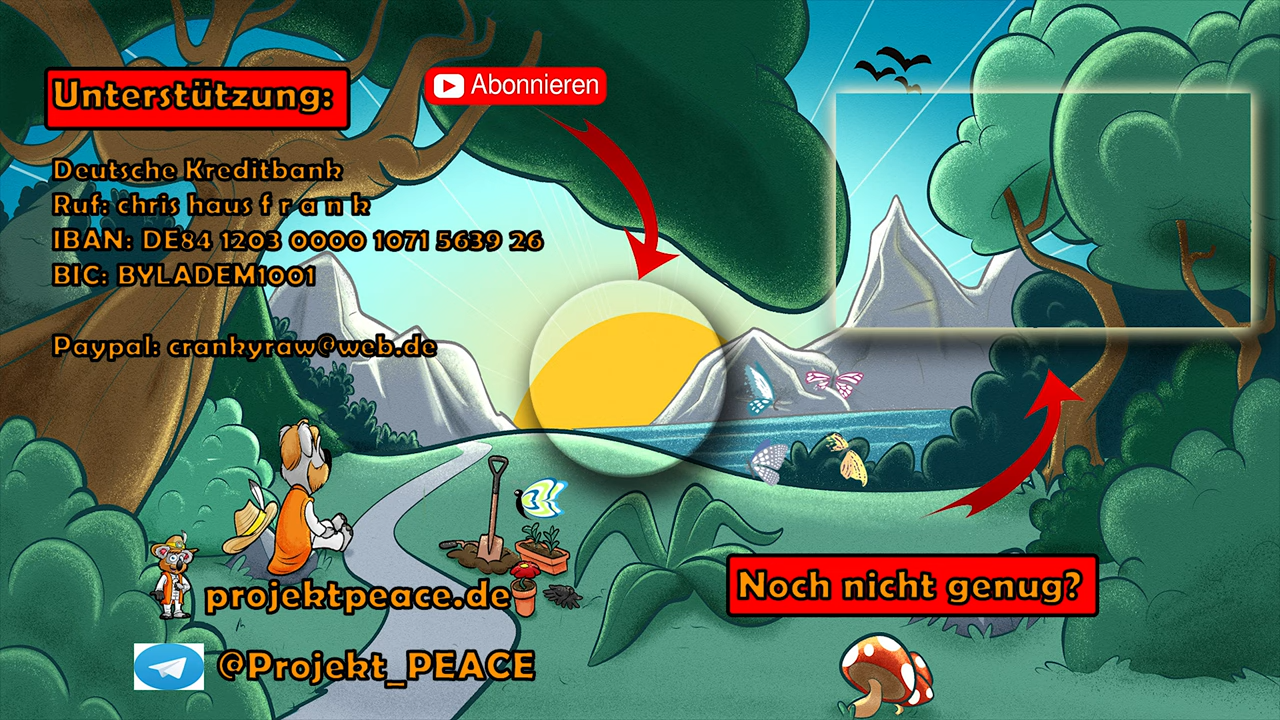 Unterstützung:
Abonnieren
Deutsche Kreditbank
Ruf: chris haus f r a n k
IBAN: DE84 1203 0000 1071 5639 26
BIC: BYLADEM1001
Paypal: crankyraw@web.de
projektpeace.de
@Projekt_PEACE
Noch nicht genug?